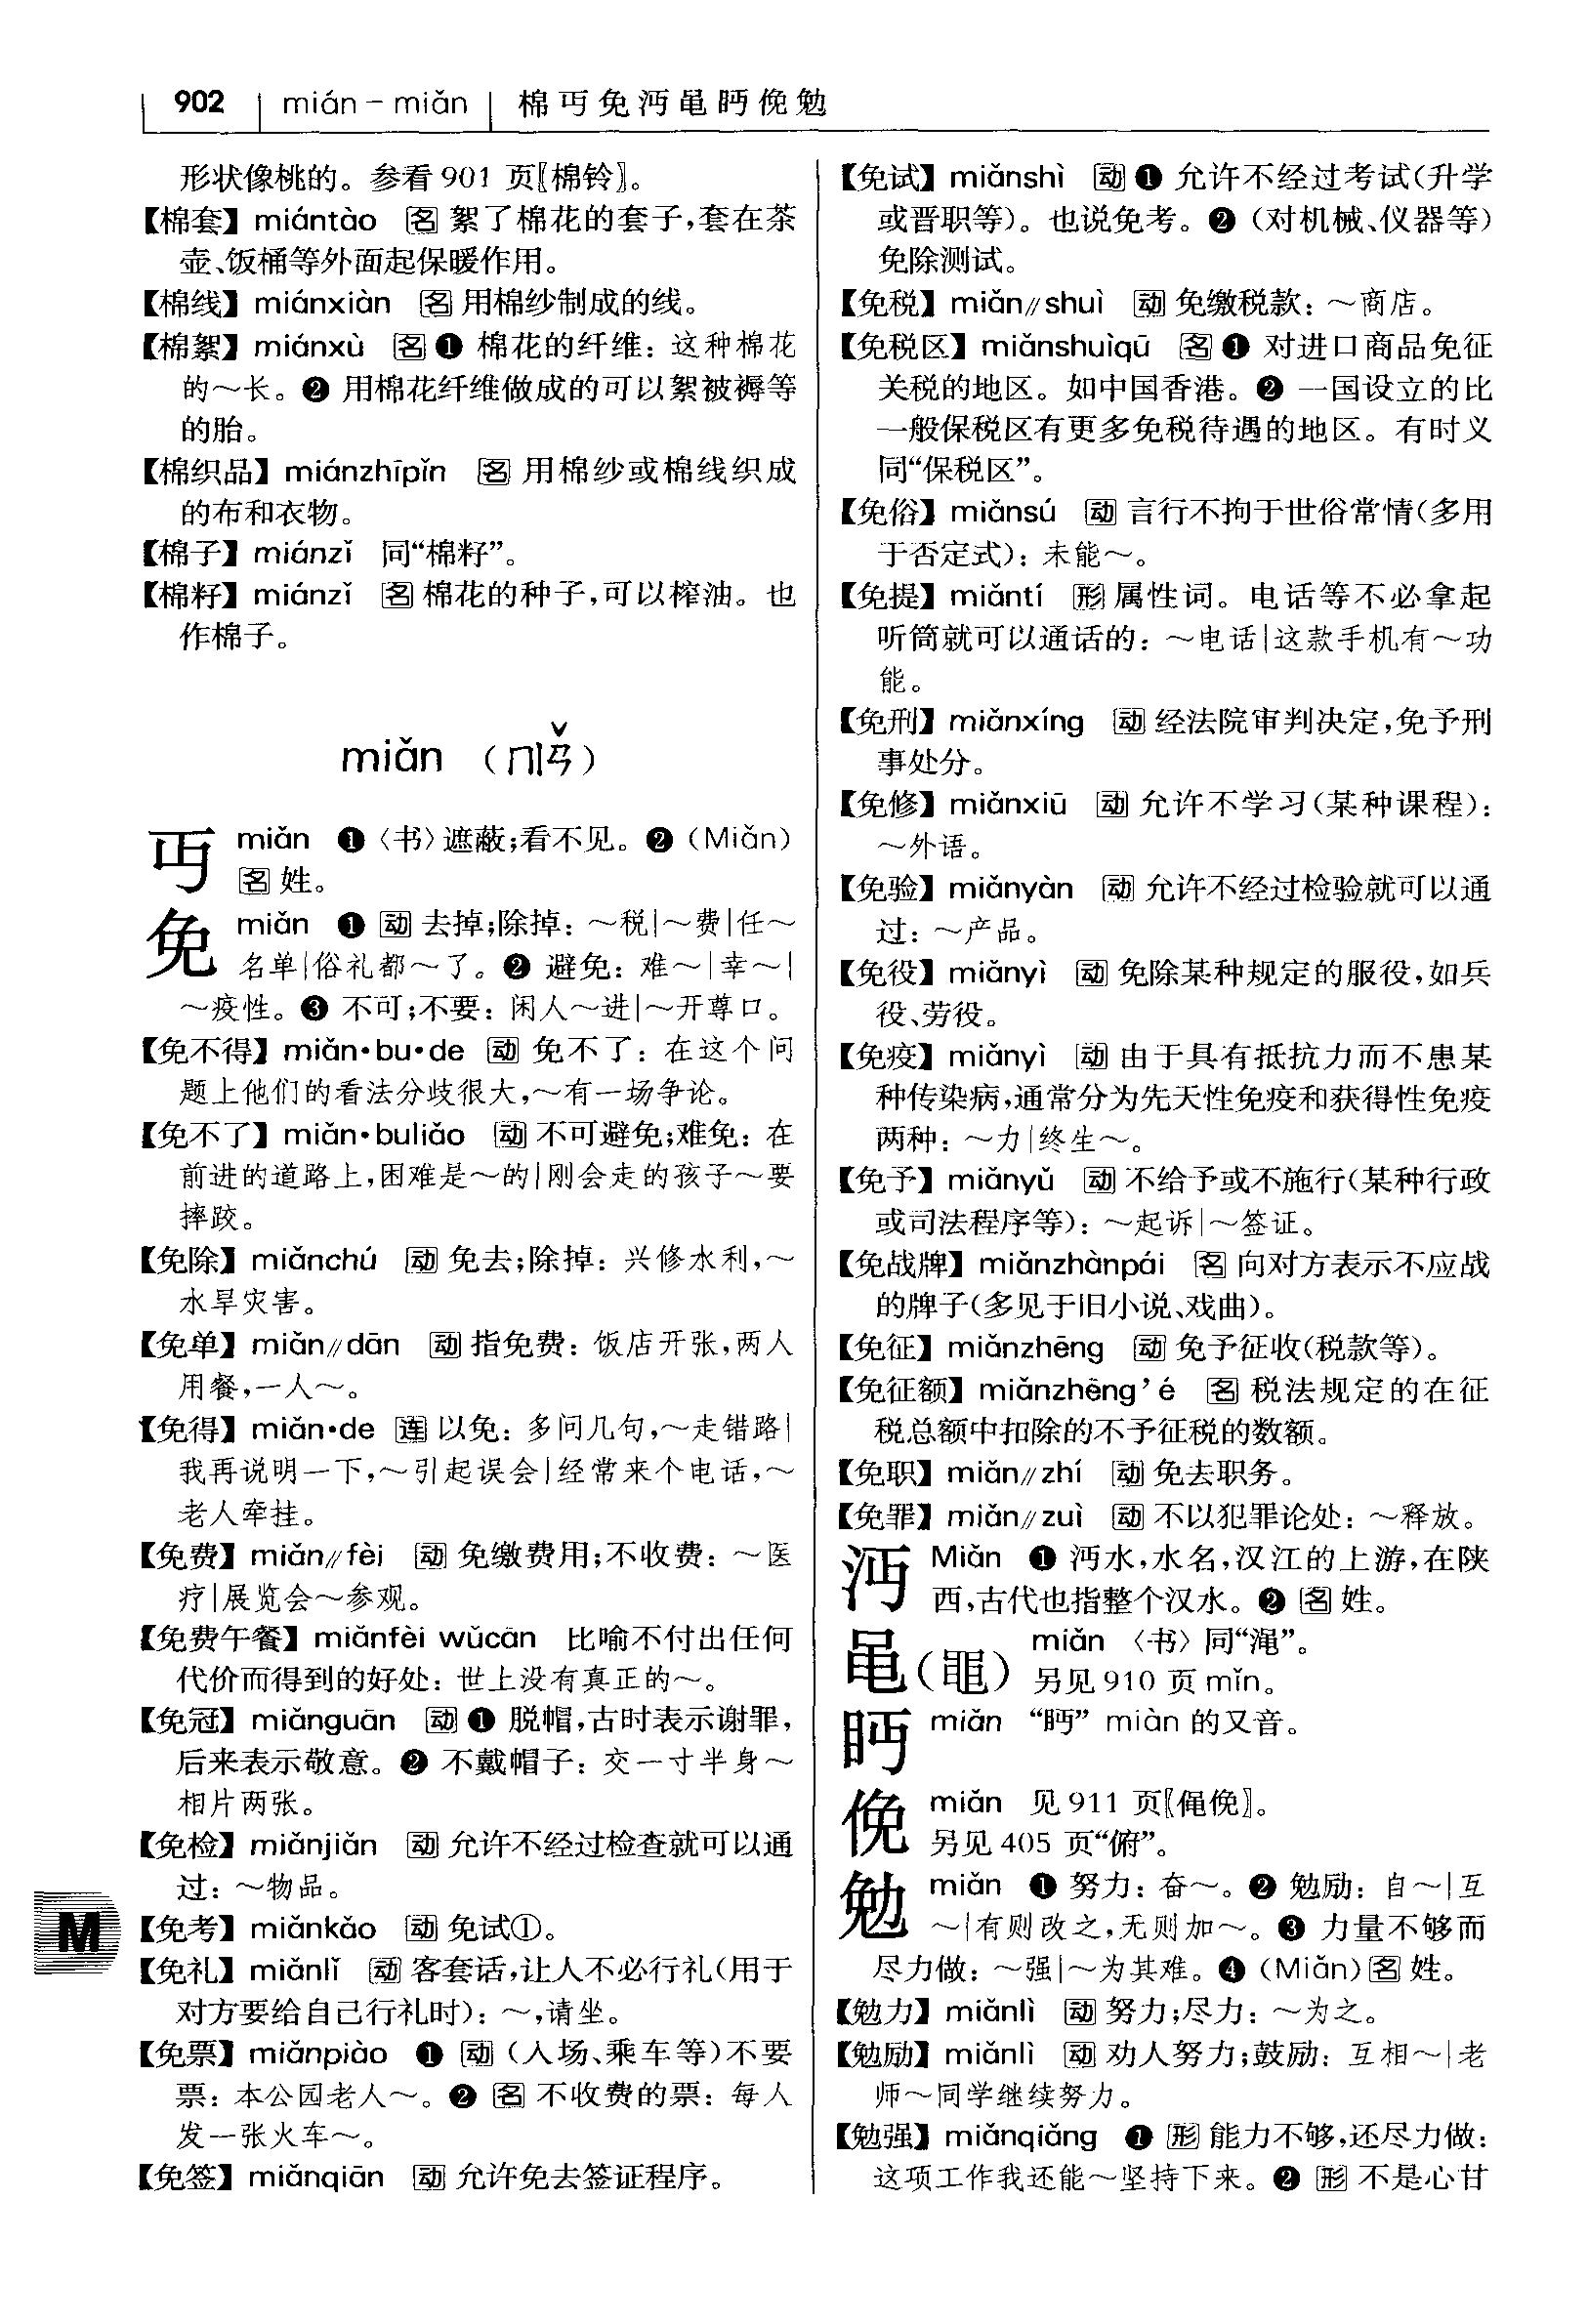 902 mián－miǎn 棉丏免沔黾眄俛勉
形状像桃的。参看901 页〖棉铃〗。
【棉套】miántào 名 絮了棉花的套子,套在茶
壶、饭桶等外面起保暖作用。
【棉线】miánxiàn 名 用棉纱制成的线。
【棉絮】miánxù 名 ❶ 棉花的纤维：这种棉花
的～长。❷ 用棉花纤维做成的可以絮被褥等
的胎。
【棉织品】miánzhīpǐn 名 用棉纱或棉线织成
的布和衣物。
【棉子】miánzǐ 同“棉籽”。
【棉籽】miánzǐ 名 棉花的种子,可以榨油。也
作棉子。
miǎn （ㄇㄧㄢˇ）
丏 miǎn ❶〈书〉遮蔽;看不见。❷（Miǎn）
名 姓。
免 miǎn ❶ 动 去掉;除掉：～税|～费|任～
名单|俗礼都～了。❷ 避免：难～|幸～|
～疫性。❸ 不可;不要：闲人～进|～开尊口。
【免不得】miǎn•bu•de 动 免不了：在这个问
题上他们的看法分歧很大,～有一场争论。
【免不了】miǎn•buliǎo 动 不可避免;难免：在
前进的道路上,困难是～的|刚会走的孩子～要
摔跤。
【免除】miǎnchú 动 免去;除掉：兴修水利,～
水旱灾害。
【免单】miǎn∥dān 动 指免费：饭店开张,两人
用餐,一人～。
【免得】miǎn•de 连 以免：多问几句,～走错路|
我再说明一下,～引起误会|经常来个电话,～
老人牵挂。
【免费】miǎn∥fèi 动 免缴费用;不收费：～医
疗|展览会～参观。
【免费午餐】miǎnfèi wǔcān 比喻不付出任何
代价而得到的好处：世上没有真正的～。
【免冠】miǎnguān 动 ❶ 脱帽,古时表示谢罪,
后来表示敬意。❷ 不戴帽子：交一寸半身～
相片两张。
【免检】miǎnjiǎn 动 允许不经过检查就可以通
过：～物品。
【免考】miǎnkǎo 动 免试①。
【免礼】miǎnlǐ 动 客套话,让人不必行礼(用于
对方要给自己行礼时)：～,请坐。
【免票】miǎnpiào ❶ 动（入场、乘车等)不要
票：本公园老人～。❷ 名 不收费的票：每人
发一张火车～。
【免签】miǎnqiān 动 允许免去签证程序。
M
【免试】miǎnshì 动 ❶ 允许不经过考试(升学
或晋职等)。也说免考。❷（对机械、仪器等)
免除测试。
【免税】miǎn∥shuì 动 免缴税款：～商店。
【免税区】miǎnshuìqū 名 ❶ 对进口商品免征
关税的地区。如中国香港。❷ 一国设立的比
一般保税区有更多免税待遇的地区。有时义
同“保税区”。
【免俗】miǎnsú 动 言行不拘于世俗常情(多用
于否定式)：未能～。
【免提】miǎntí 形 属性词。电话等不必拿起
听筒就可以通话的：～电话|这款手机有～功
能。
【免刑】miǎnxíng 动 经法院审判决定,免予刑
事处分。
【免修】miǎnxiū 动 允许不学习(某种课程)：
～外语。
【免验】miǎnyàn 动 允许不经过检验就可以通
过：～产品。
【免役】miǎnyì 动 免除某种规定的服役,如兵
役、劳役。
【免疫】miǎnyì 动 由于具有抵抗力而不患某
种传染病,通常分为先天性免疫和获得性免疫
两种：～力|终生～。
【免予】miǎnyǔ 动 不给予或不施行(某种行政
或司法程序等)：～起诉|～签证。
【免战牌】miǎnzhànpái 名 向对方表示不应战
的牌子(多见于旧小说、戏曲)。
【免征】miǎnzhēng 动 免予征收(税款等)。
【免征额】miǎnzhēng’é 名 税法规定的在征
税总额中扣除的不予征税的数额。
【免职】miǎn∥zhí 动 免去职务。
【免罪】miǎn∥zuì 动 不以犯罪论处：～释放。
沔 Miǎn ❶ 沔水,水名,汉江的上游,在陕
西,古代也指整个汉水。❷ 名 姓。
黾(黽) miǎn〈书〉同“渑”。
另见910 页 mǐn。
眄 miǎn “眄”miàn 的又音。
俛 miǎn 见911 页〖僶俛〗。
另见405 页“俯”。
勉 miǎn ❶ 努力：奋～。❷ 勉励：自～|互
～|有则改之,无则加～。❸ 力量不够而
尽力做：～强|～为其难。❹（Miǎn）名 姓。
【勉力】miǎnlì 动 努力;尽力：～为之。
【勉励】miǎnlì 动 劝人努力;鼓励：互相～|老
师～同学继续努力。
【勉强】miǎnqiǎng ❶ 形 能力不够,还尽力做：
这项工作我还能～坚持下来。❷ 形 不是心甘